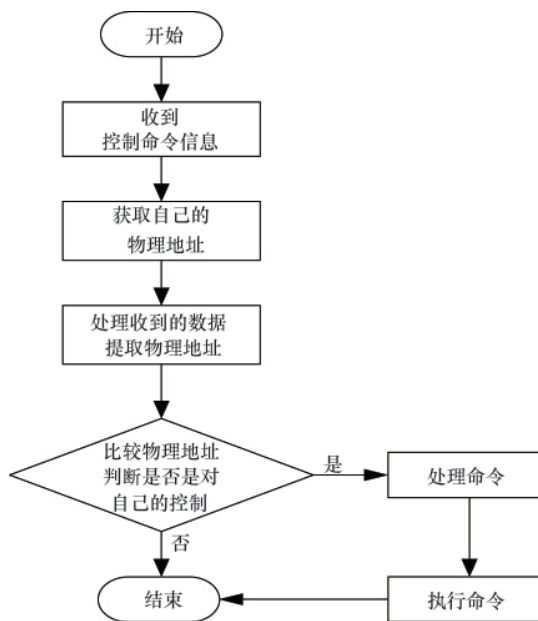 开始
收到
控制命令信息
获取自己的
物理地址
处理收到的数据
提取物理地址
比较物理地址
判断是否是对
自己的控制
是
处理命令
否
结束
执行命令